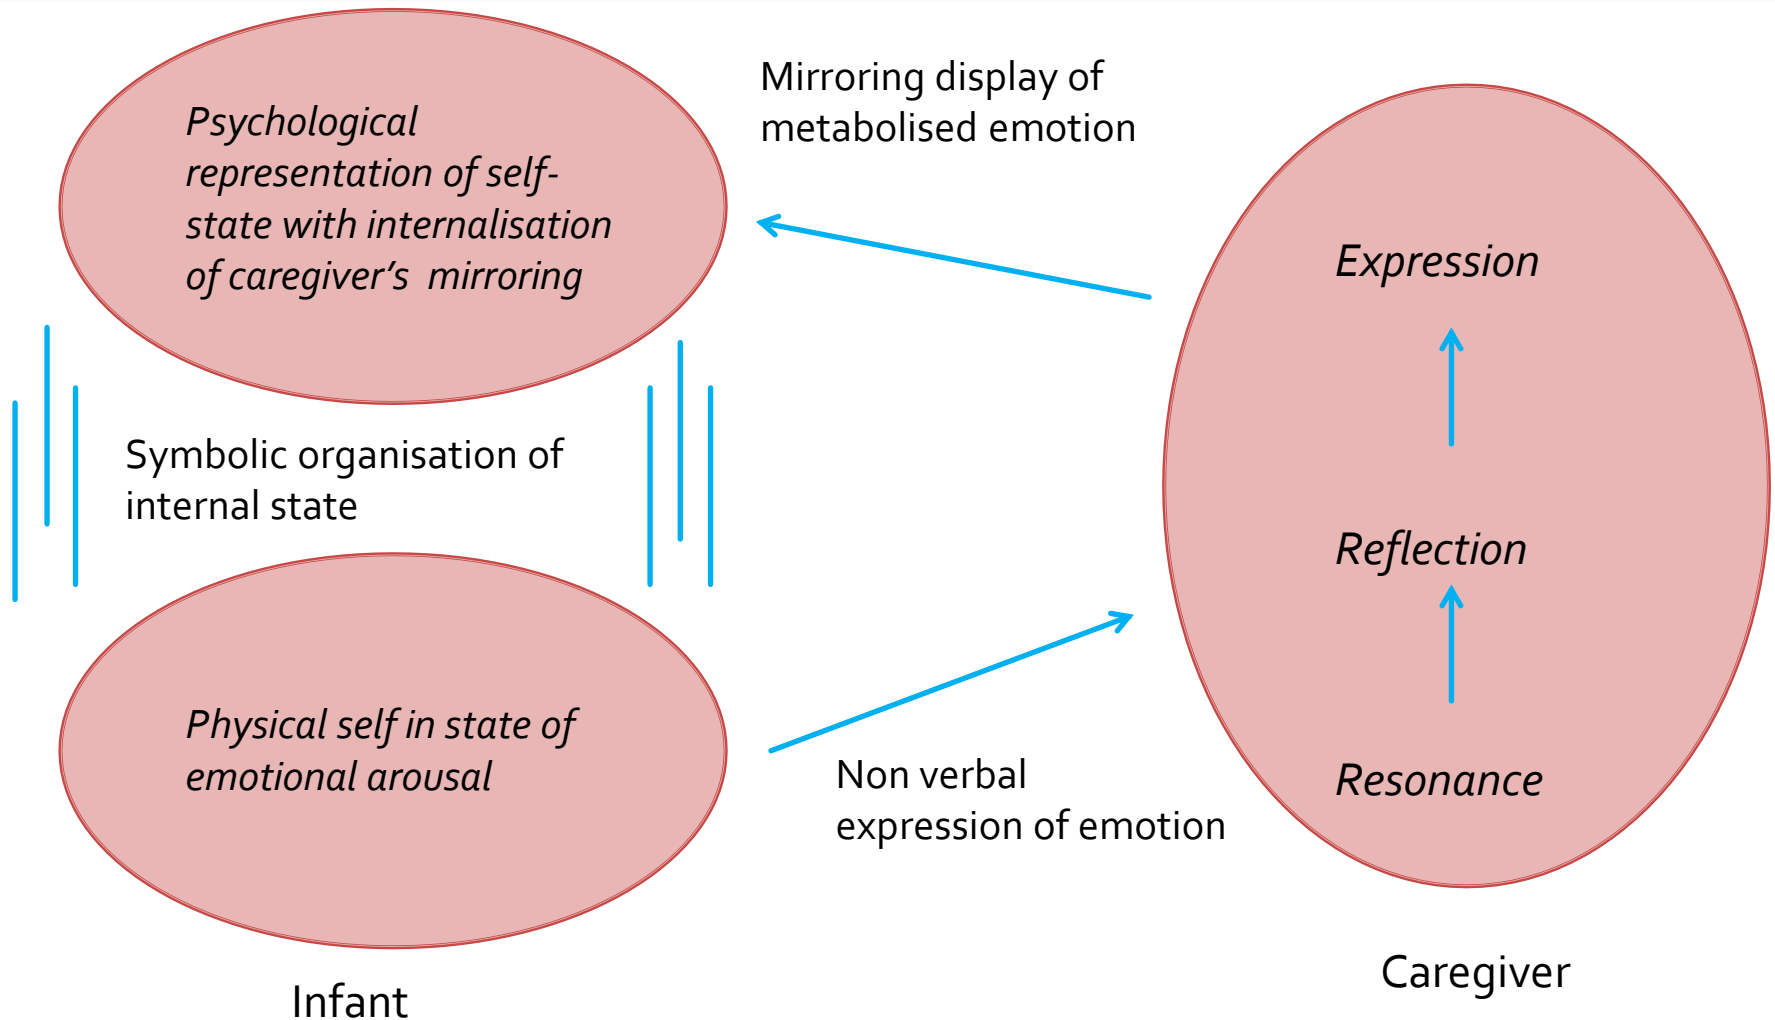 Psychological
representation of self-
state with internalisation
of caregiver’s  mirroring
Mirroring display of
metabolised emotion
Symbolic organisation of
internal state
Physical self in state of
emotional arousal
Non verbal
expression of emotion
Infant
Expression
Reflection
Resonance
Caregiver